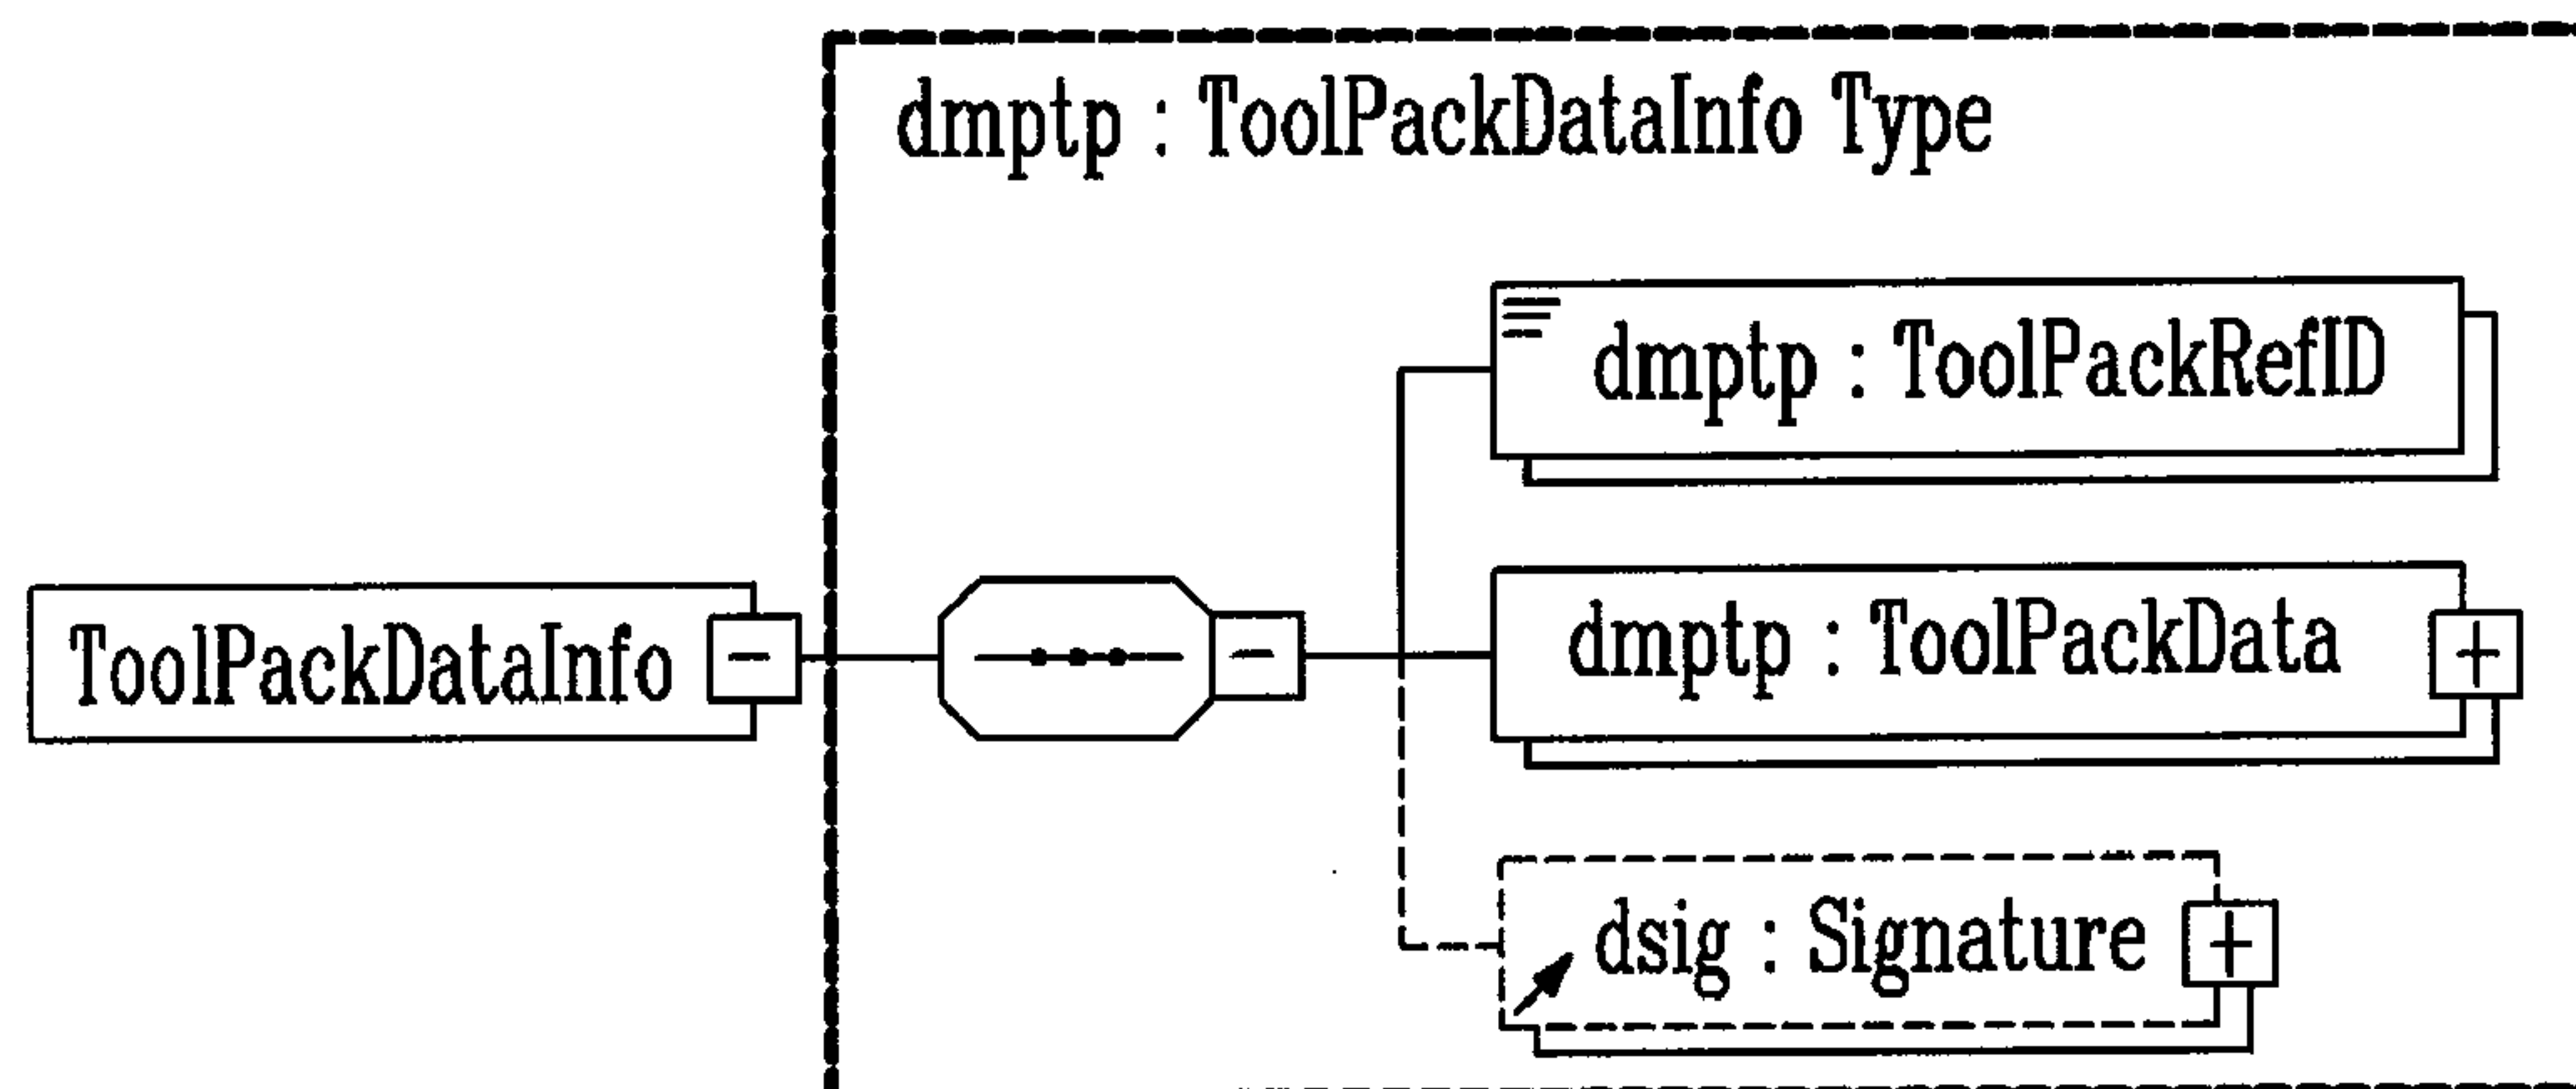 dmptp : ToolPackDataInfo Type
dmptp : ToolPackRefID
ToolPackDataInfo
dmptp : ToolPackData
dsig : Signature